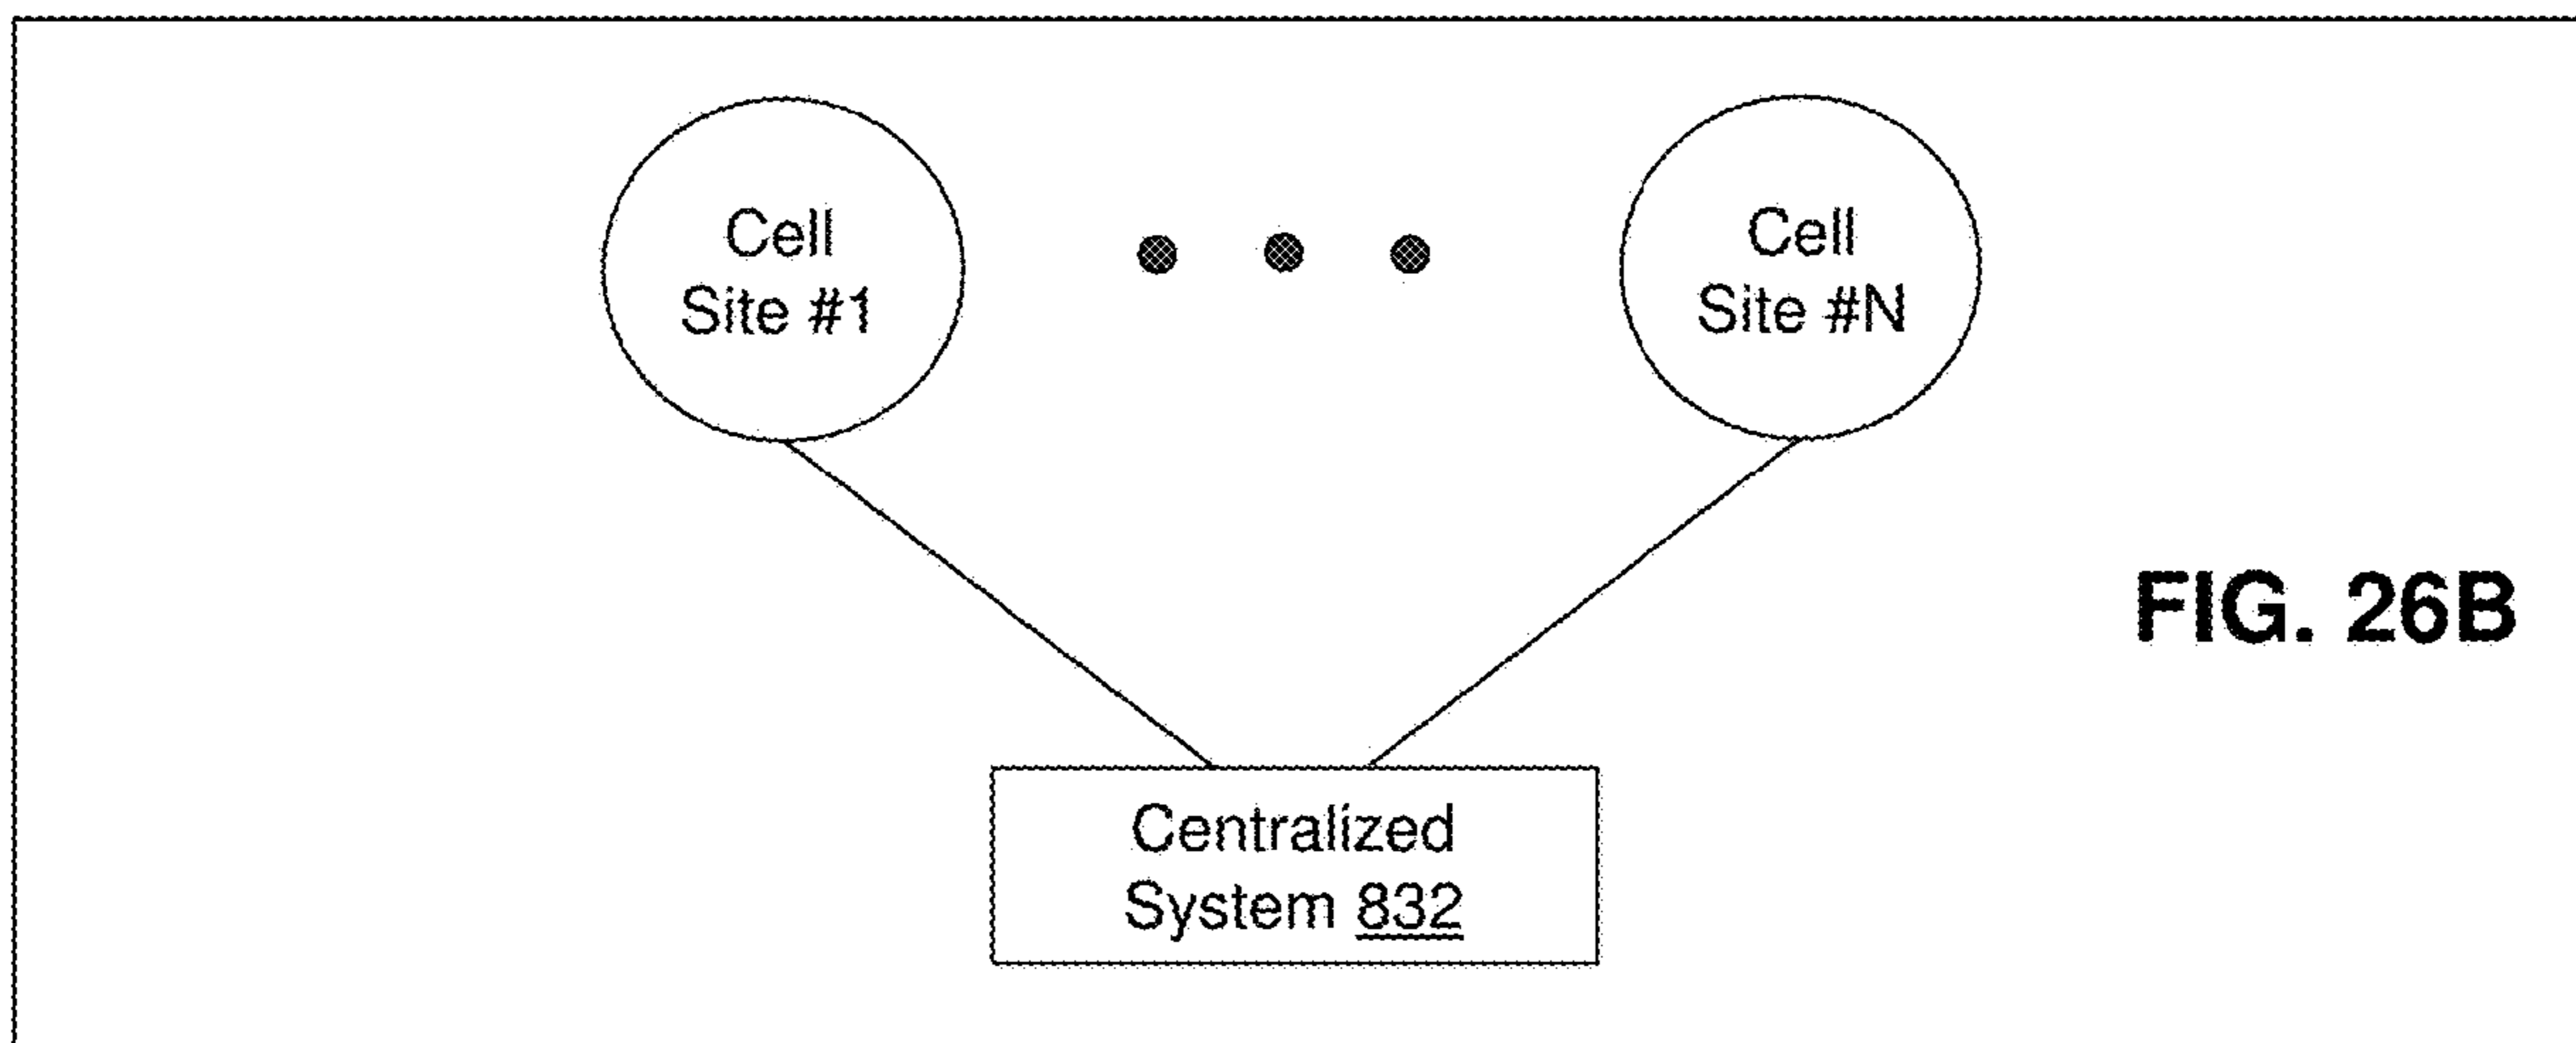 Cell
Site #1
Cell
Site #N
FIG. 26B
Centralized
System 832